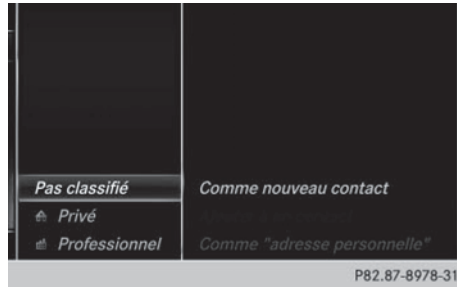 Pas classifié
Privé
Professionnel
Comme nouveau contact
Comme "adresse personnelle"
P82.87-8978-31